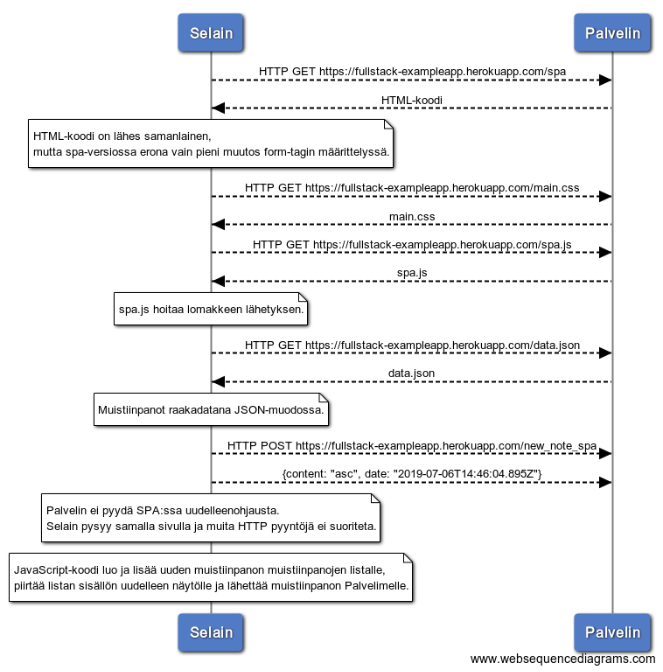 Selain
Palvelin
HTTP GET https://fullstack-exampleapp.herokuapp.com/spa
HTML-koodi
HTML-koodi on lähes samanlainen,
mutta spa-versiossa erona vain pieni muutos form-tagin määrittelyssä.
HTTP GET https://fullstack-exampleapp.herokuapp.com/main.css
main.css
HTTP GET https://fullstack-exampleapp.herokuapp.com/spa.js
spa.js
spa.js hoitaa lomakkeen lähetyksen.
HTTP GET https://fullstack-exampleapp.herokuapp.com/data.json
data.json
Muistiinpanot raakadatana JSON-muodossa.
HTTP POST https://fullstack-exampleapp.herokuapp.com/new_note_spa
{content: "asc", date: "2019-07-06T14:46:04.895Z"}
Palvelin ei pyydä SPA:ssa uudelleenohjausta.
Selain pysyy samalla sivulla ja muita HTTP pyyntöjä ei suoriteta.
JavaScript-koodi luo ja lisää uuden muistiinpanon muistiinpanojen listalle,
piirtää listan sisällön uudelleen näytölle ja lähettää muistiinpanon Palvelimelle.
Selain
Palvelin
www.websequencediagrams.com